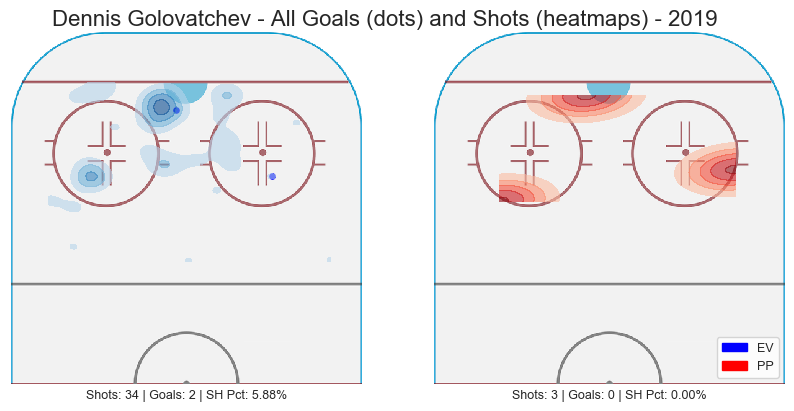 Dennis Golovatchev - All Goals (dots) and Shots (heatmaps) - 2019
EV
PP
Shots: 34 | Goals: 2 | SH Pct: 5.88%
Shots: 3 | Goals: 0 | SH Pct: 0.00%